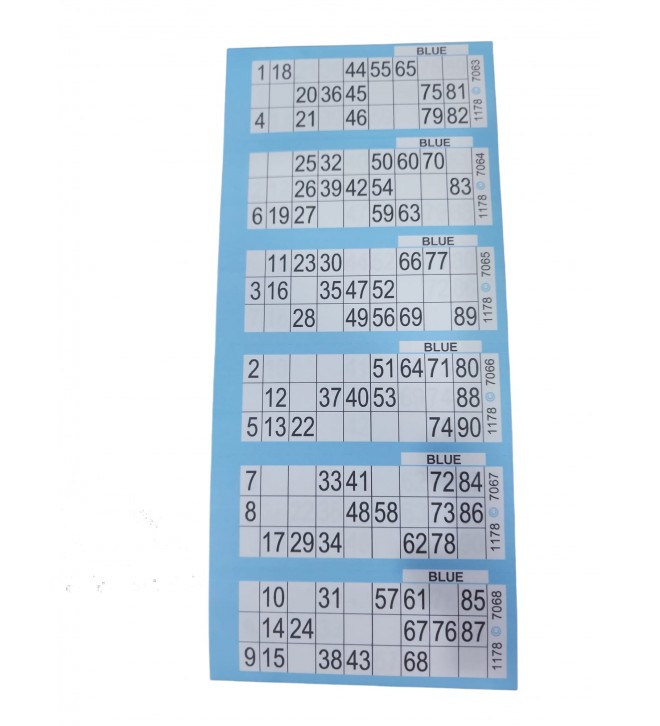 BLUE
1 18 44 55 65
20 36 45 75 81
4 21 46 79 82
1178 © 7063
BLUE
25 32 50 60 70
26 39 42 54 83
6 19 27 59 63
1178 © 7064
BLUE
11 23 30 66 77
3 16 35 47 52
28 49 56 69 89
1178 © 7065
BLUE
2 51 64 71 80
12 37 40 53 88
5 13 22 74 90
1178 © 7066
BLUE
7 33 41 72 84
8 48 58 73 86
17 29 34 62 78
1178 © 7067
BLUE
10 31 57 61 85
14 24 67 76 87
9 15 38 43 68
1178 © 7068